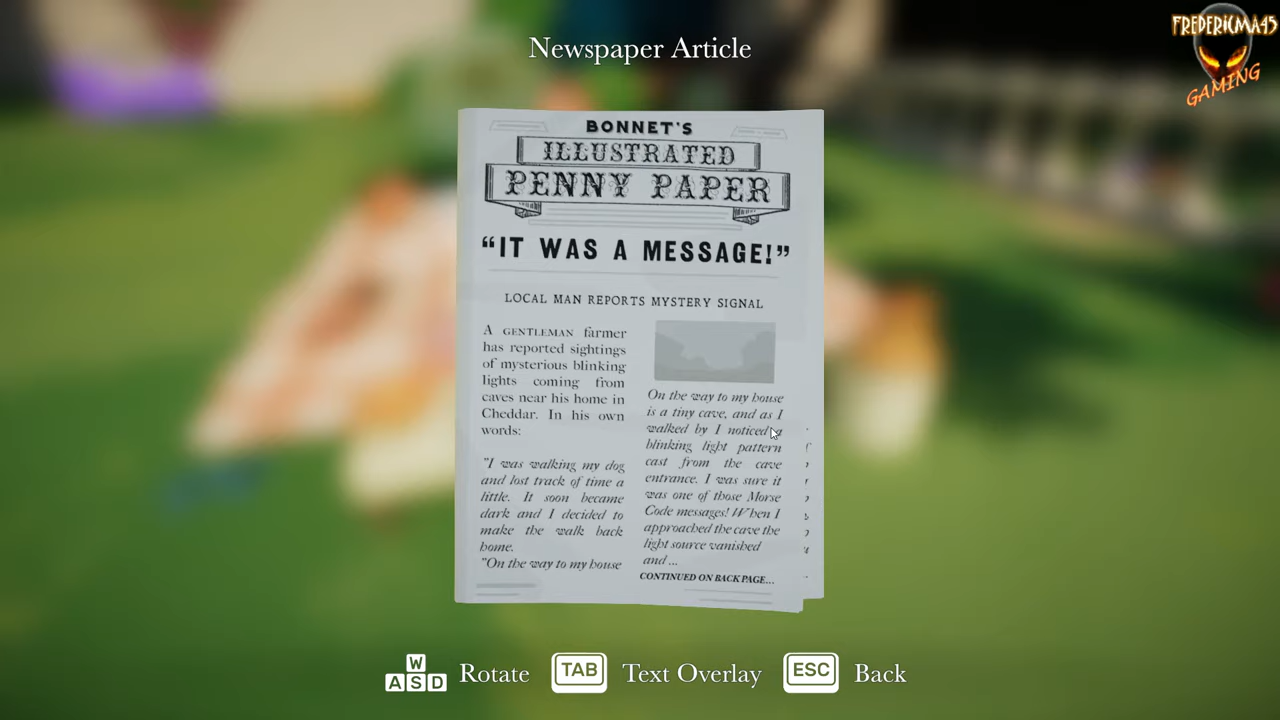 Newspaper Article
FREDERICMA45
GAMING
BONNET'S
ILLUSTRATED
PENNY PAPER
“IT WAS A MESSAGE!”
LOCAL MAN REPORTS MYSTERY SIGNAL
A GENTLEMAN farmer
has reported sightings
of mysterious blinking
lights coming from
caves near his home in
Cheddar. In his own
words:
"I was walking my dog
and lost track of time a
little. It soon became
dark and I decided to
make the walk back
home.
"On the way to my house
On the way to my house
is a tiny cave, and as I
walked by I noticed a
blinking light pattern
cast from the cave
entrance. I was sure it
was one of those Morse
Code messages! When I
approached the cave the
light source vanished
and ...
CONTINUED ON BACK PAGE...
W
A S D
Rotate
TAB
Text Overlay
ESC
Back